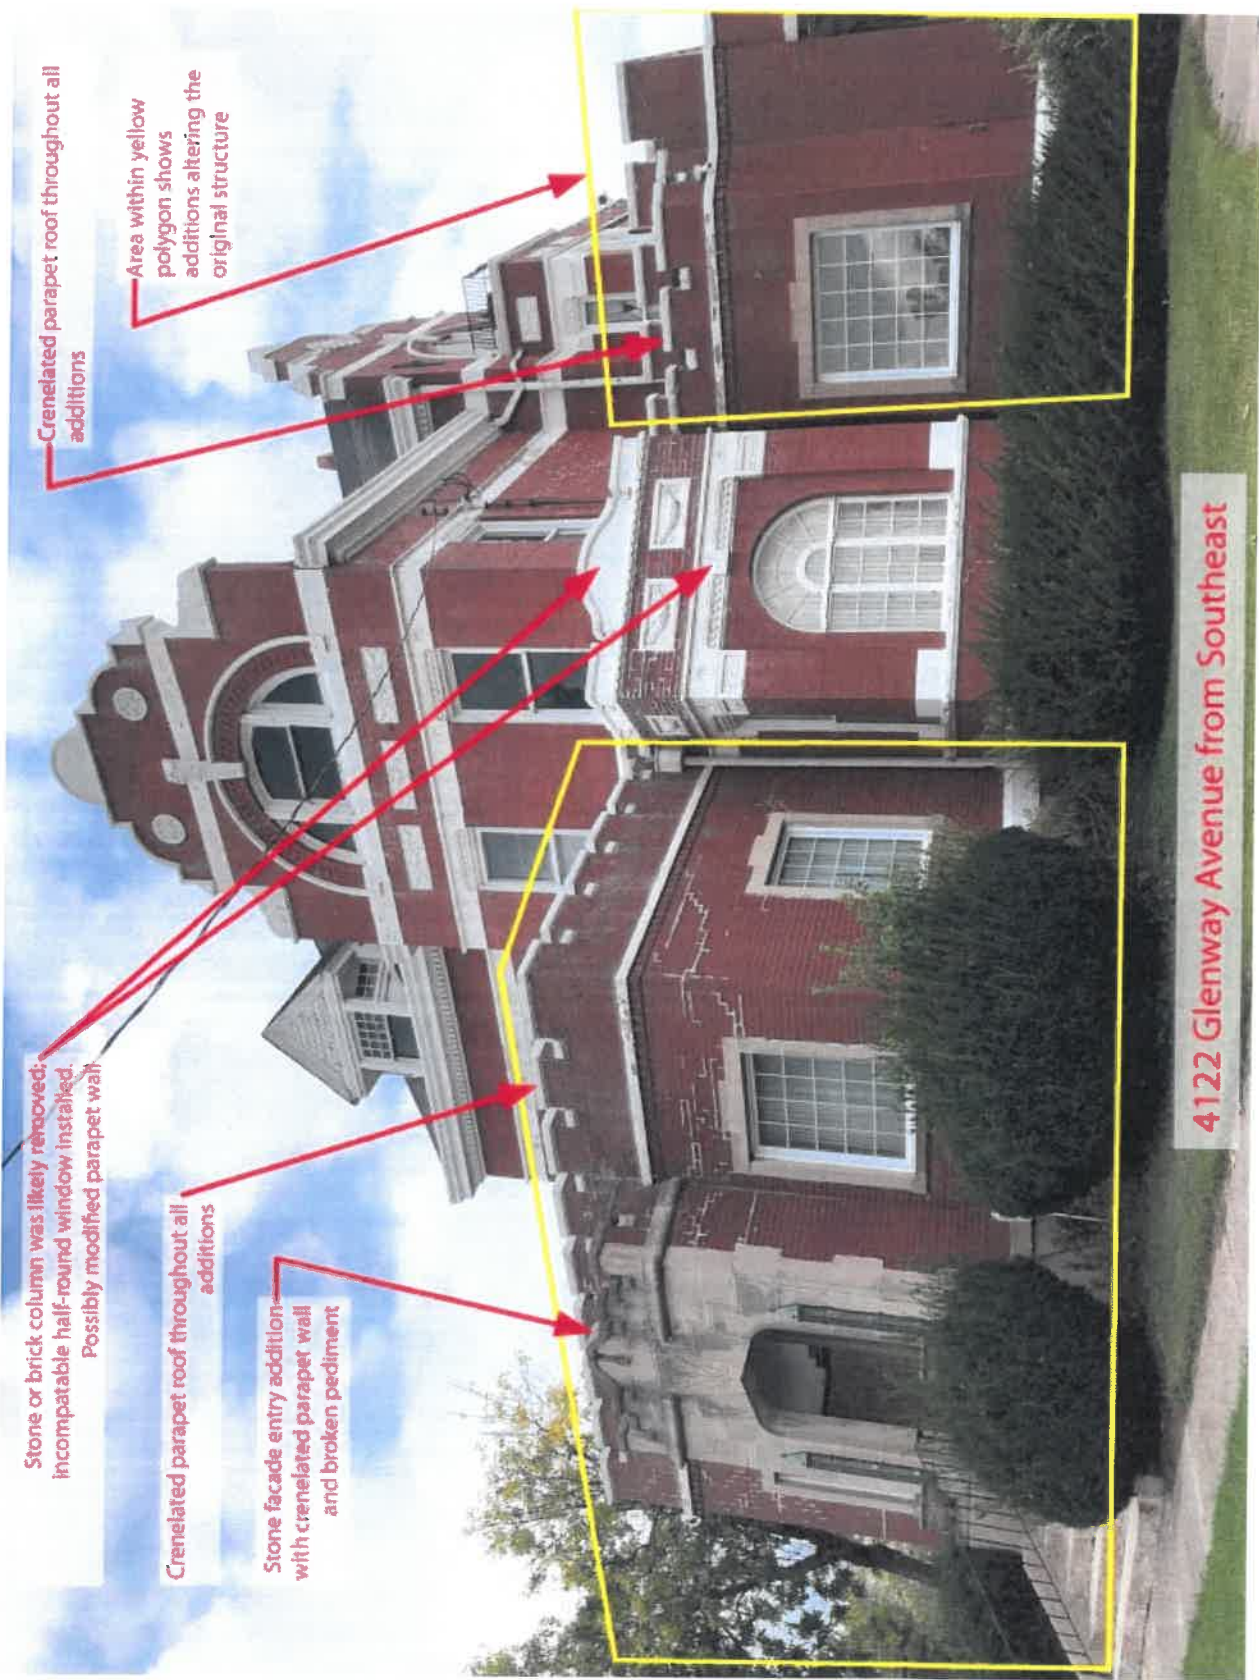 Stone or brick column was likely removed;
incompatable half-round window installed.
Possibly modified parapet wall
Crenelated parapet roof throughout all
additions
Stone facade entry addition
with crenelated parapet wall
and broken pediment
Crenelated parapet roof throughout all
additions
Area within yellow
polygon shows
additions altering the
original structure
4122 Glenway Avenue from Southeast